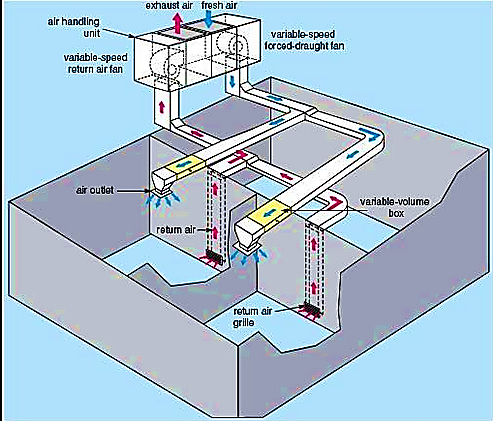 exhaust air fresh air
air handling
unit
variable-speed
forced-draught fan
variable-speed
return air fan
air outlet
return air
variable-volume
box
return air
grille